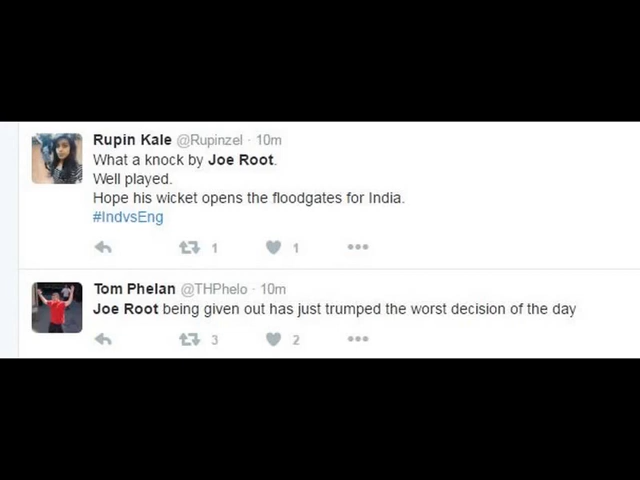 Rupin Kale @Rupinzel · 10m
What a knock by Joe Root.
Well played.
Hope his wicket opens the floodgates for India.
#IndvsEng
1 1
Tom Phelan @THPhelo · 10m
Joe Root being given out has just trumped the worst decision of the day
3 2